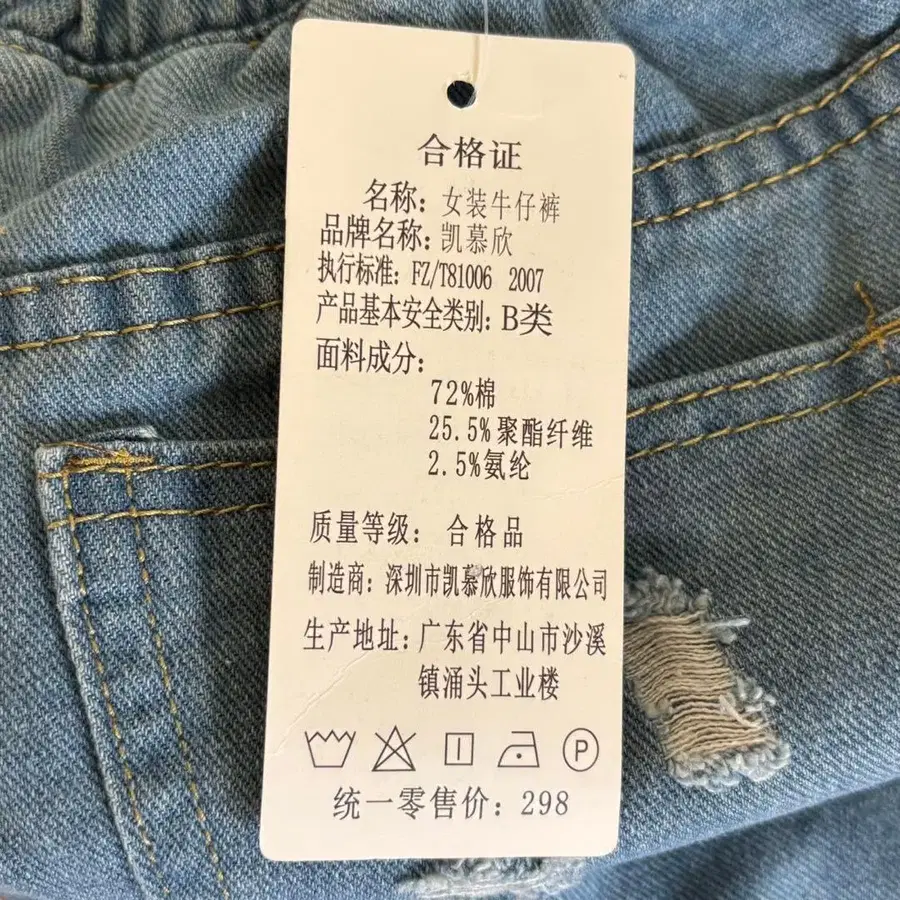 合格证
名称：女装牛仔裤
品牌名称：凯慕欣
执行标准：FZ/T81006 2007
产品基本安全类别：B类
面料成分：
72%棉
25.5%聚酯纤维
2.5%氨纶
质量等级：合格品
制造商：深圳市凯慕欣服饰有限公司
生产地址：广东省中山市沙溪
镇涌头工业楼
P
统一零售价：298